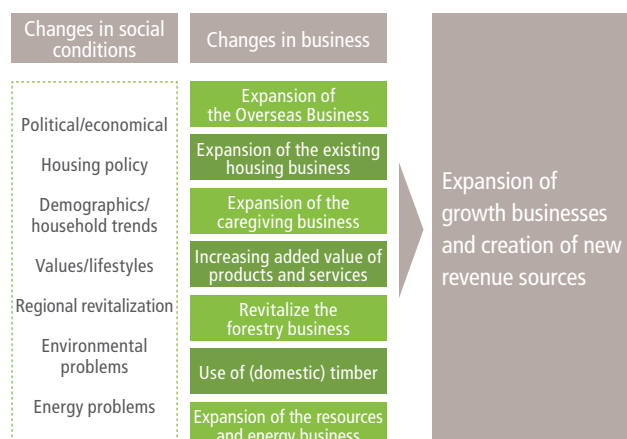 Changes in social
conditions
Changes in business
Political/economical
Housing policy
Demographics/
household trends
Values/lifestyles
Regional revitalization
Environmental
problems
Energy problems
Expansion of
the Overseas Business
Expansion of the existing
housing business
Expansion of the
caregiving business
Increasing added value of
products and services
Revitalize the
forestry business
Use of (domestic) timber
Expansion of the resources
and energy business
Expansion of
growth businesses
and creation of new
revenue sources